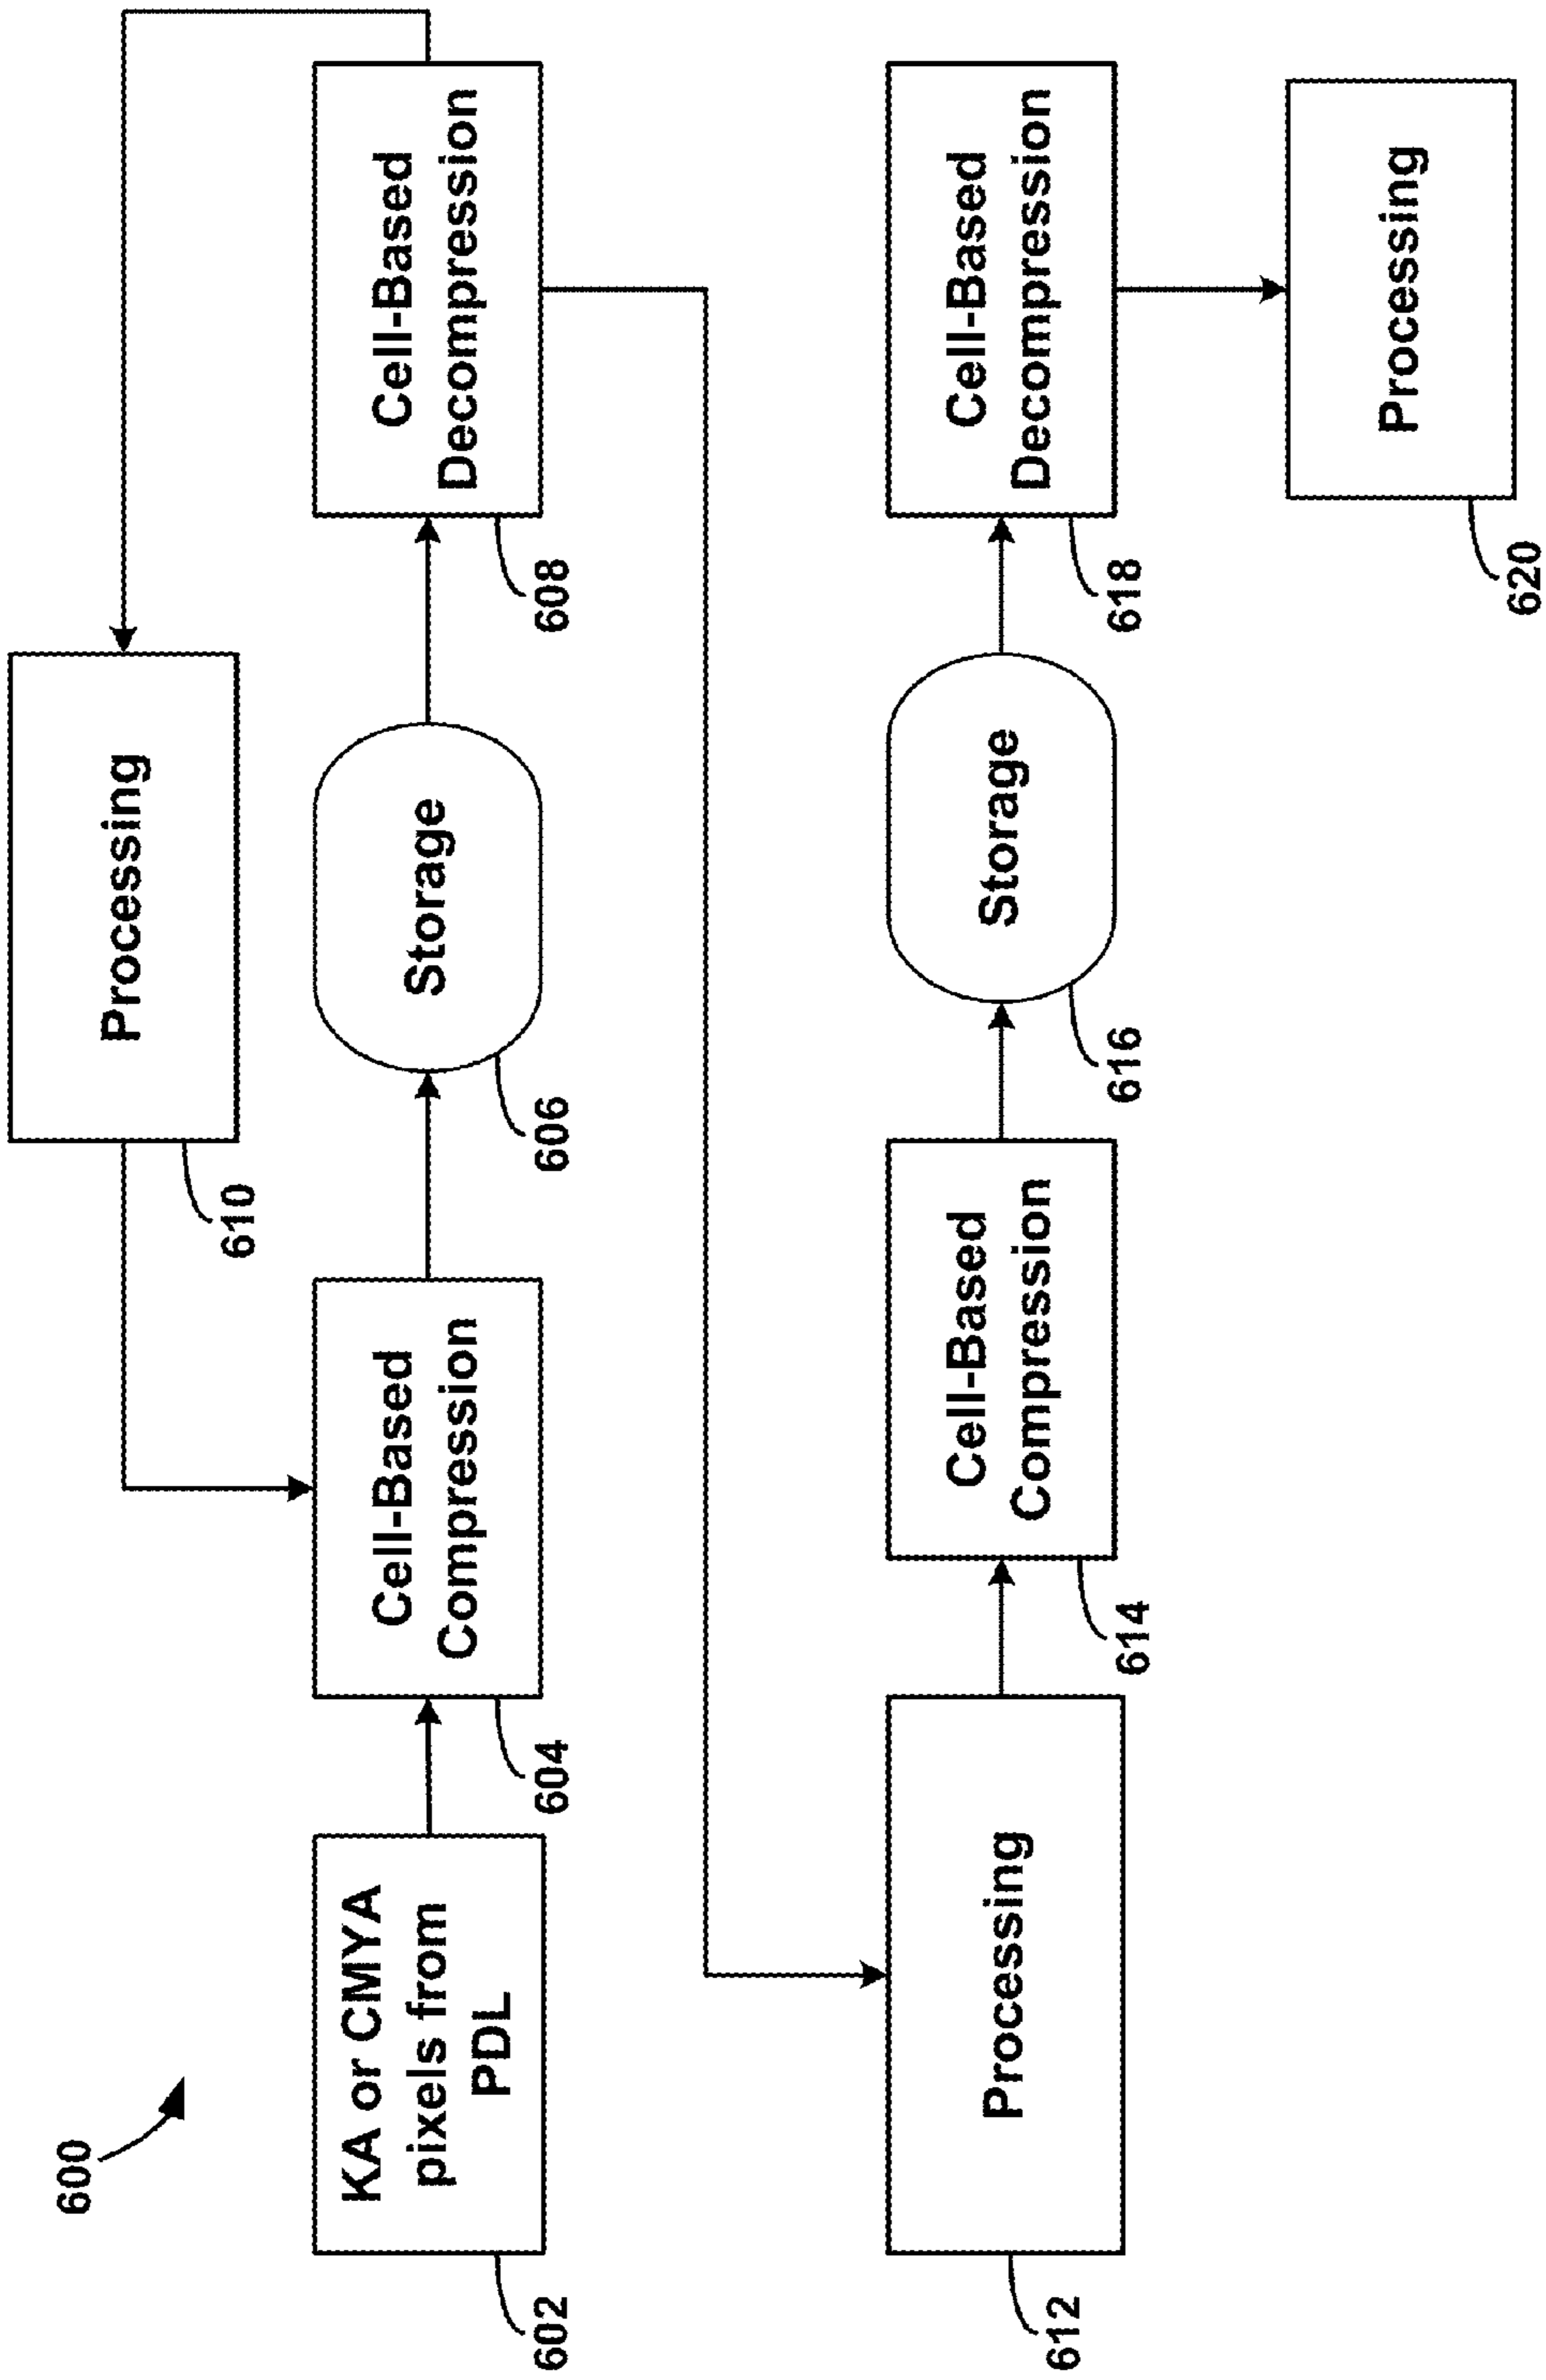 600
Processing
610
KA or CMYA
pixels from
PDL
602
Cell-Based
Compression
604
Storage
606
Cell-Based
Decompression
608
Processing
612
Cell-Based
Compression
614
Storage
616
Cell-Based
Decompression
618
Processing
620